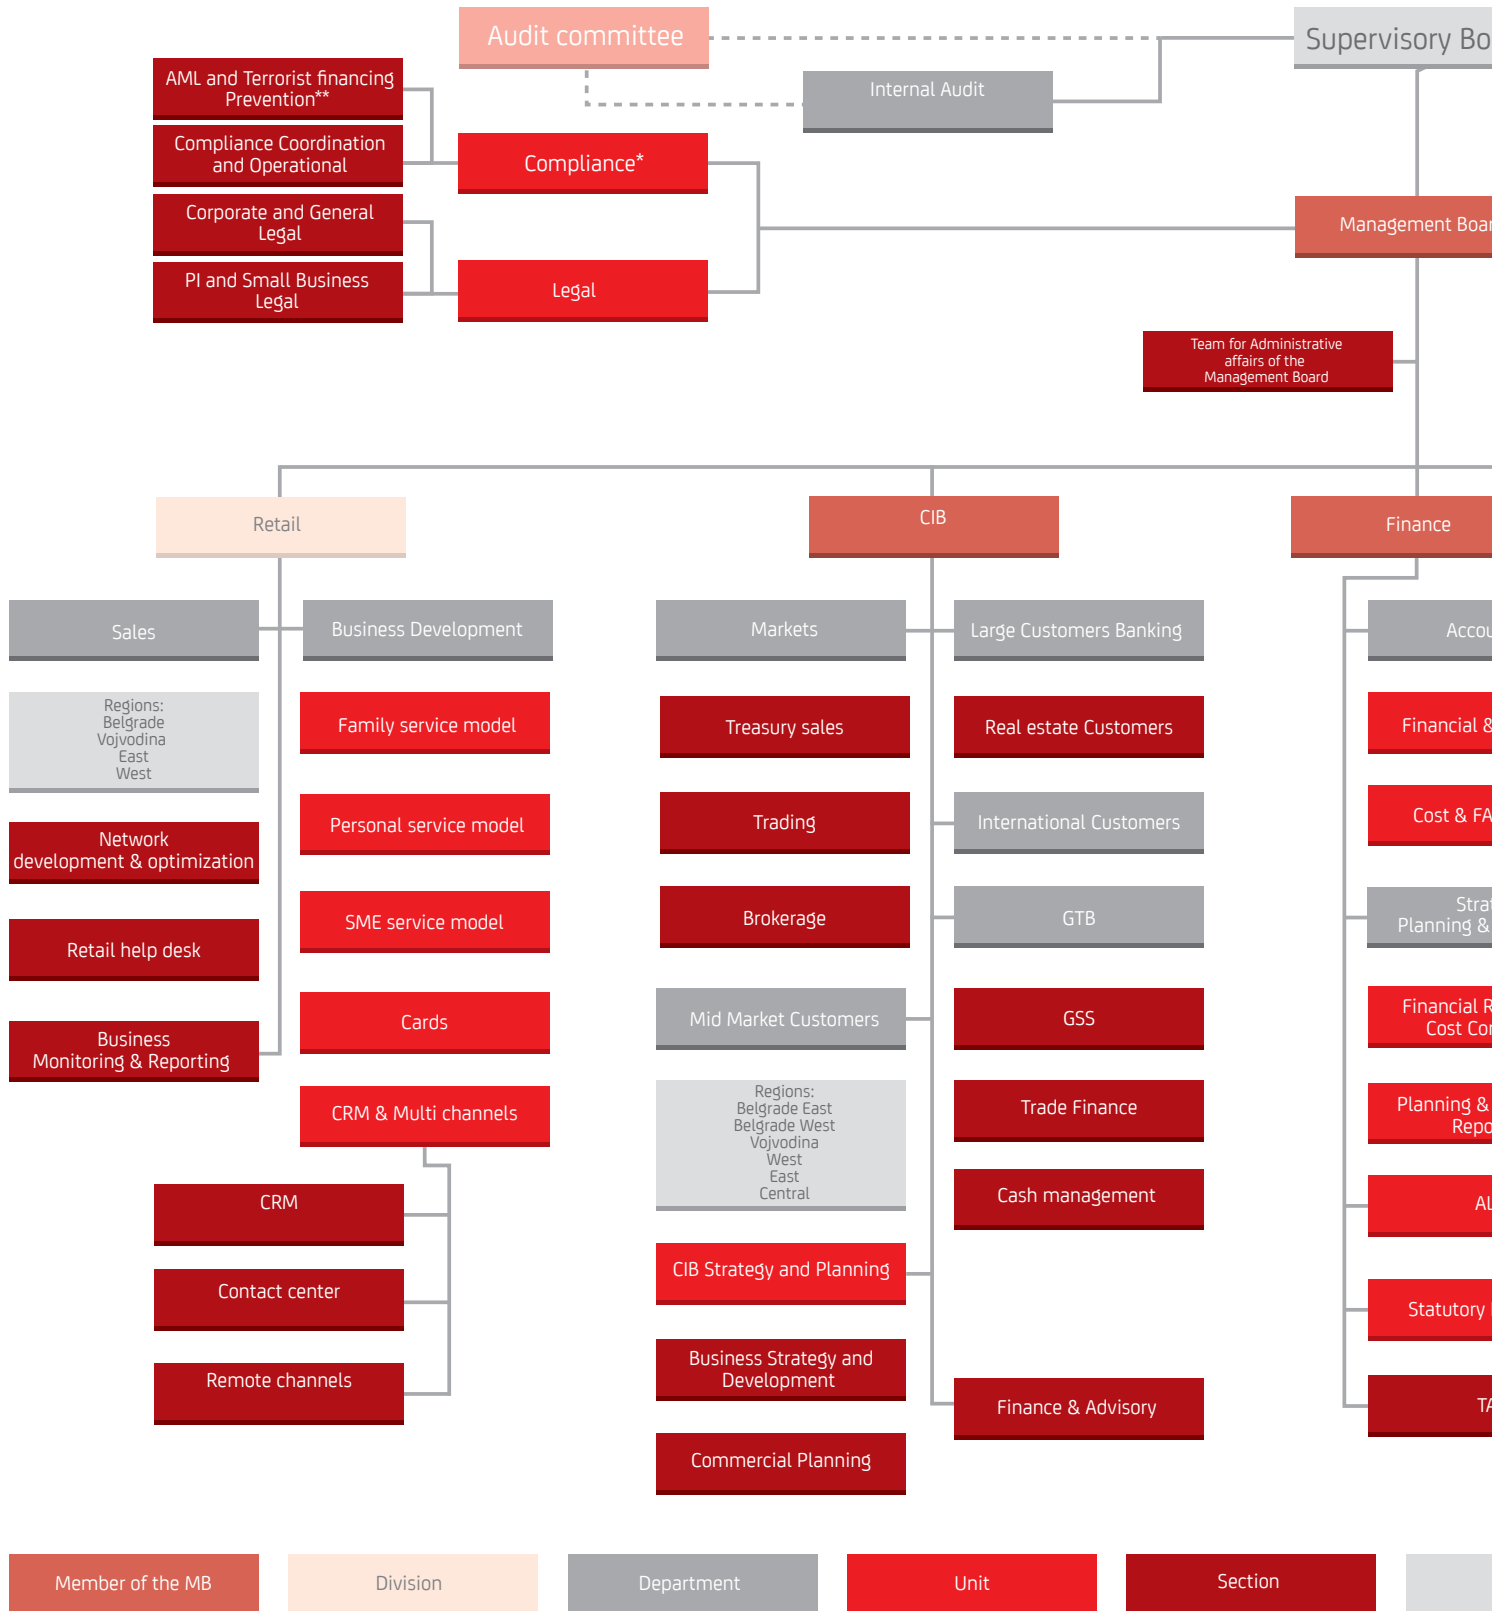 Audit committee
Supervisory Bo
AML and Terrorist financing
Prevention**
Internal Audit
Compliance Coordination
and Operational
Compliance*
Corporate and General
Legal
Management Boar
PI and Small Business
Legal
Legal
Team for Administrative
affairs of the
Management Board
Retail
CIB
Finance
Sales
Business Development
Markets
Large Customers Banking
Accou
Regions:
Belgrade
Vojvodina
East
West
Family service model
Treasury sales
Real estate Customers
Financial &
Network
development & optimization
Personal service model
Trading
International Customers
Cost & FA
Retail help desk
SME service model
Brokerage
GTB
Strat
Planning &
Business
Monitoring & Reporting
Cards
Mid Market Customers
GSS
Financial R
Cost Con
CRM & Multi channels
Regions:
Belgrade East
Belgrade West
Vojvodina
West
East
Central
Trade Finance
Planning &
Repo
CRM
Cash management
AL
Contact center
CIB Strategy and Planning
Statutory
Remote channels
Business Strategy and
Development
Finance & Advisory
TA
Commercial Planning
Member of the MB
Division
Department
Unit
Section